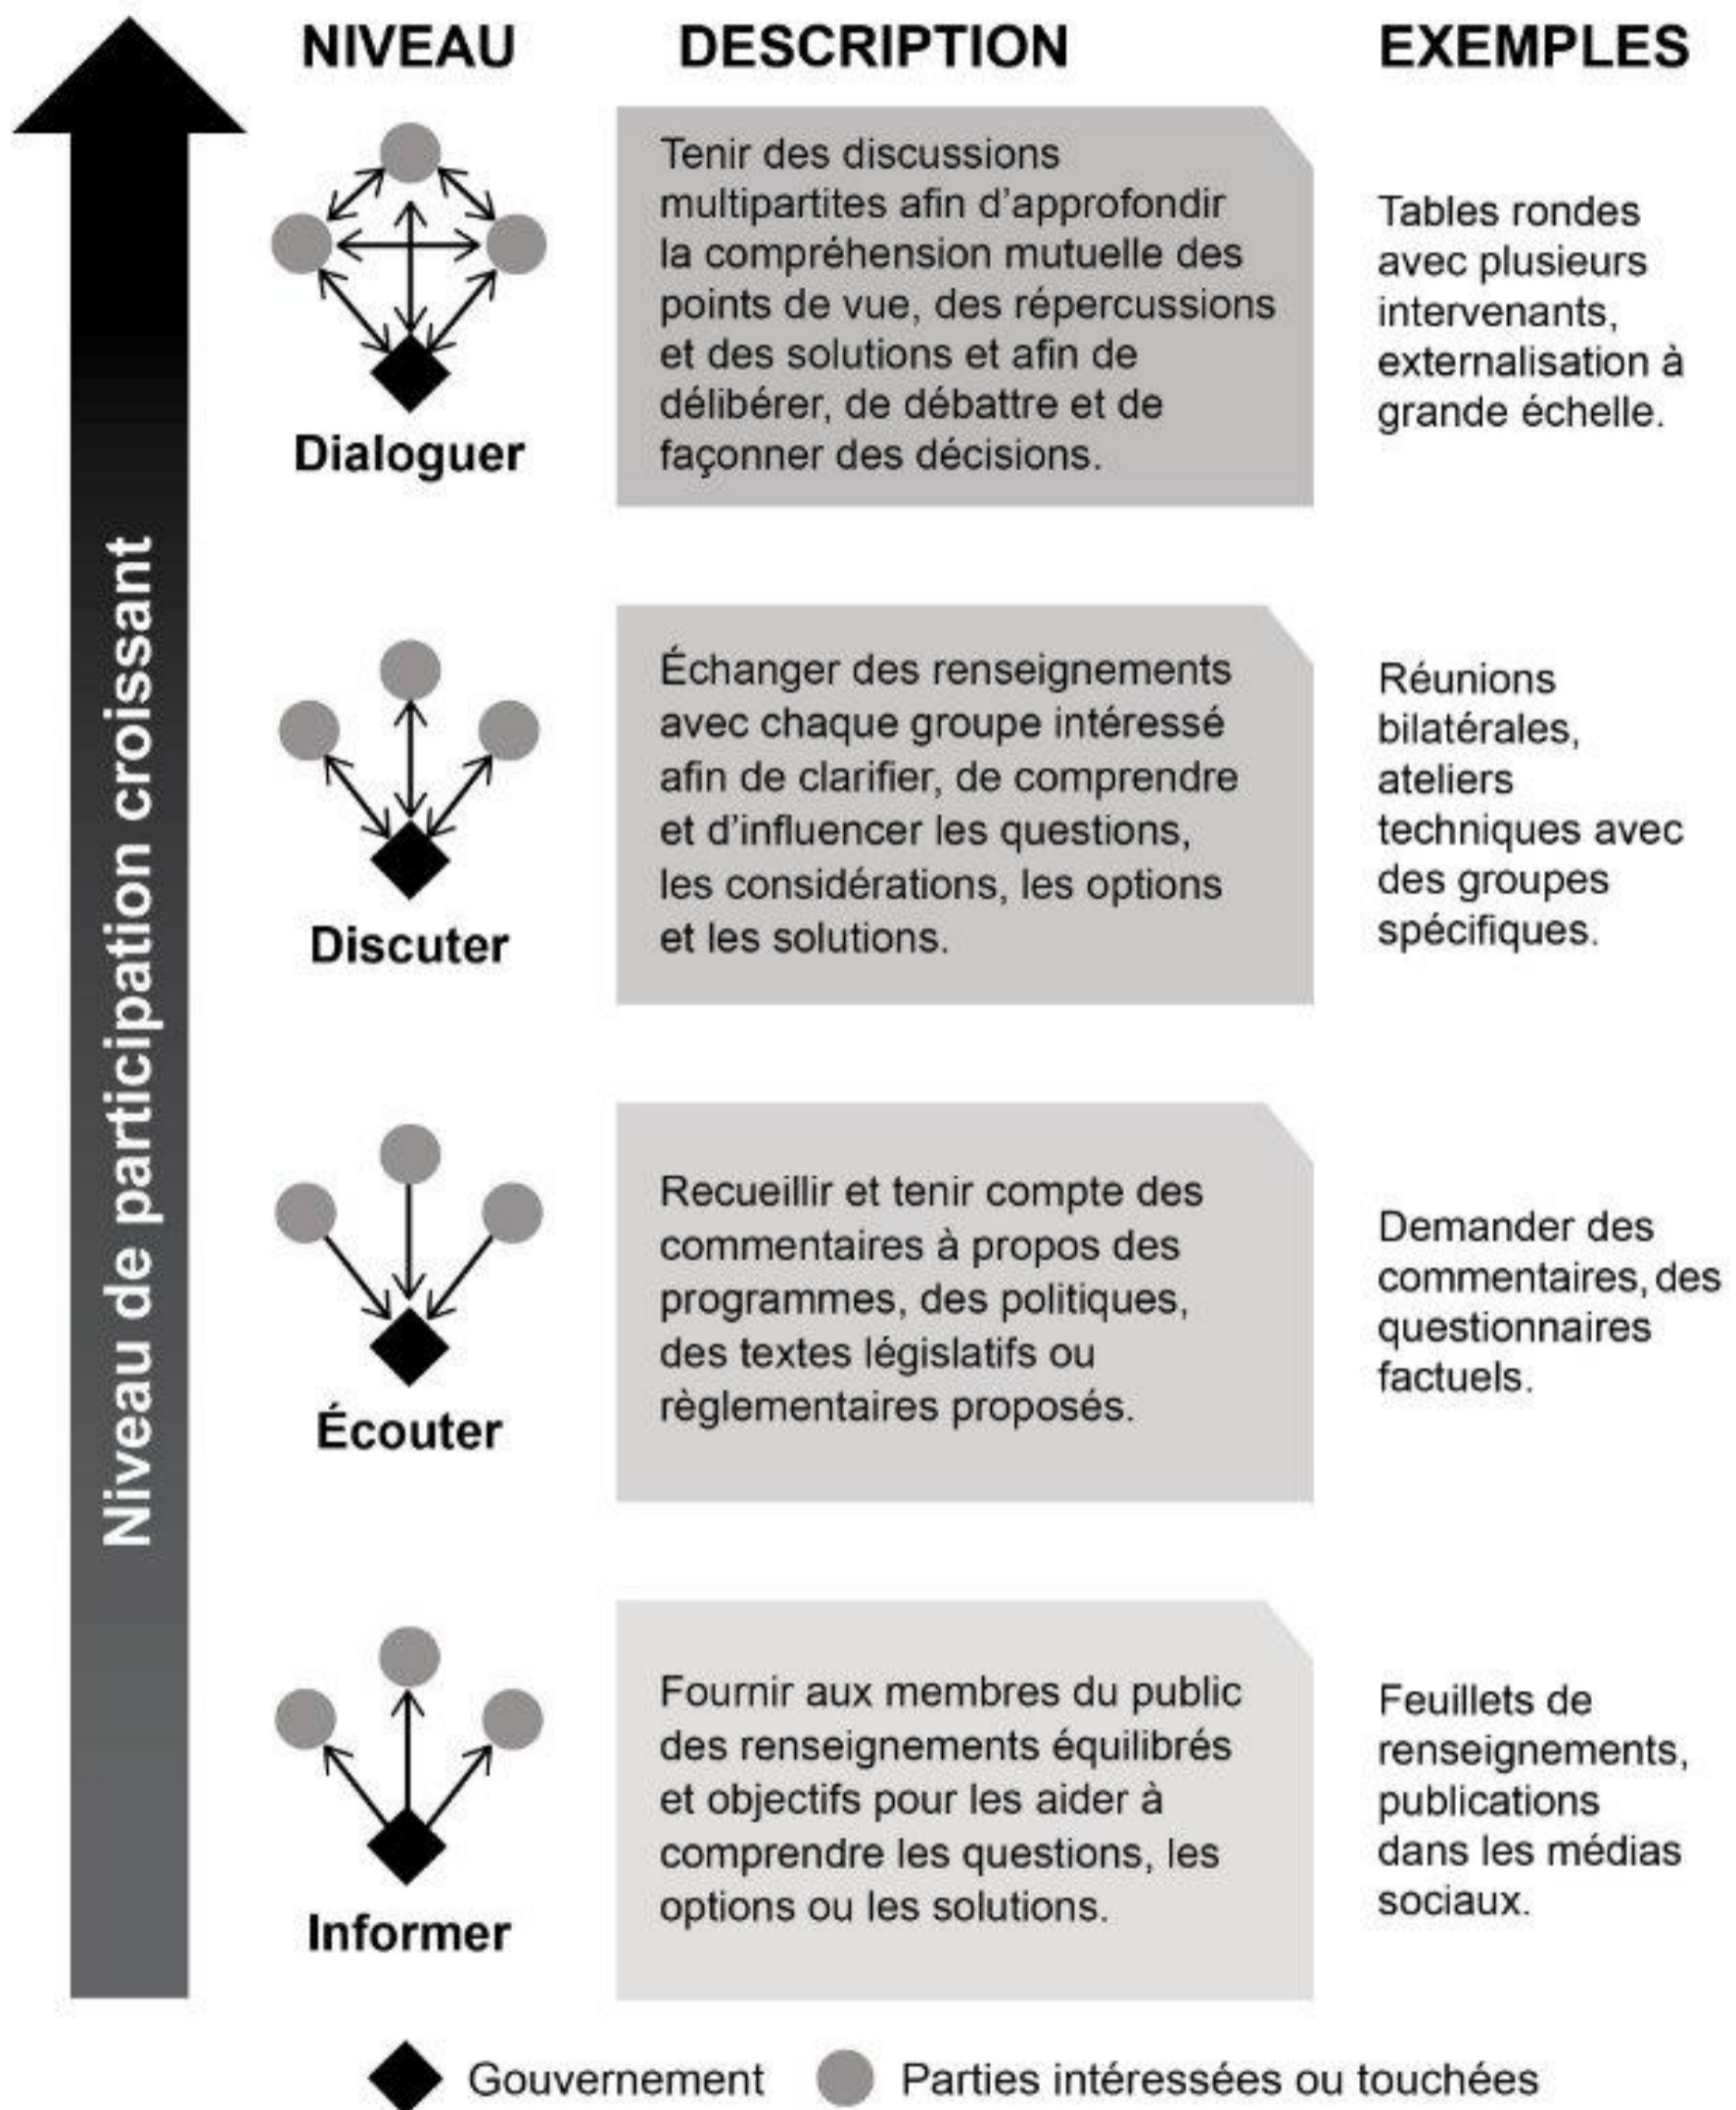 NIVEAU DESCRIPTION EXEMPLES
Niveau de participation croissant
Dialoguer
Tenir des discussions
multipartites afin d'approfondir
la compréhension mutuelle des
points de vue, des répercussions
et des solutions et afin de
délibérer, de débattre et de
façonner des décisions.
Tables rondes
avec plusieurs
intervenants,
externalisation à
grande échelle.
Discuter
Échanger des renseignements
avec chaque groupe intéressé
afin de clarifier, de comprendre
et d'influencer les questions,
les considérations, les options
et les solutions.
Réunions
bilatérales,
ateliers
techniques avec
des groupes
spécifiques.
Écouter
Recueillir et tenir compte des
commentaires à propos des
programmes, des politiques,
des textes législatifs ou
règlementaires proposés.
Demander des
commentaires, des
questionnaires
factuels.
Informer
Fournir aux membres du public
des renseignements équilibrés
et objectifs pour les aider à
comprendre les questions, les
options ou les solutions.
Feuillets de
renseignements,
publications
dans les médias
sociaux.
Gouvernement Parties intéressées ou touchées